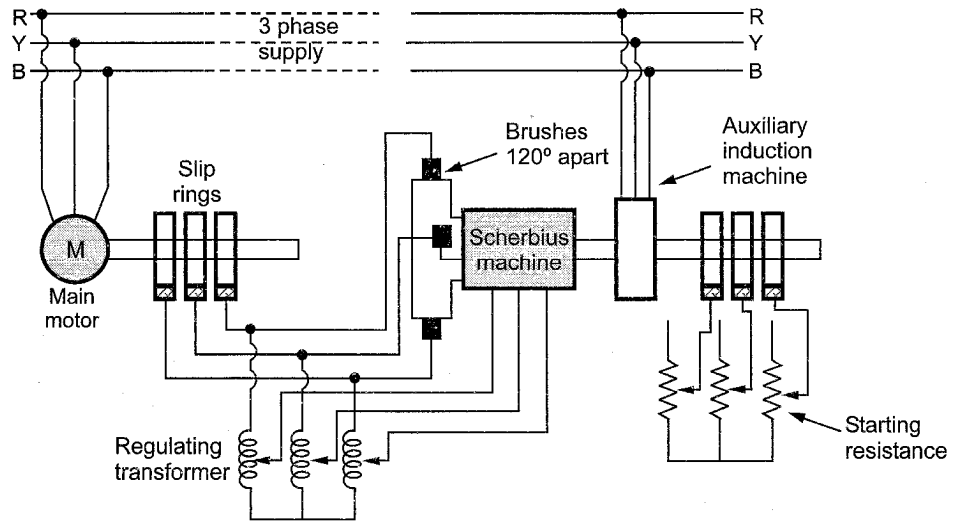 R
R
3 phase
Y
Y
supply
B
B
Brushes
120º apart
Auxiliary
induction
machine
Slip
rings
M
Scherbius
machine
Main
motor
Regulating
transformer
Starting
resistance